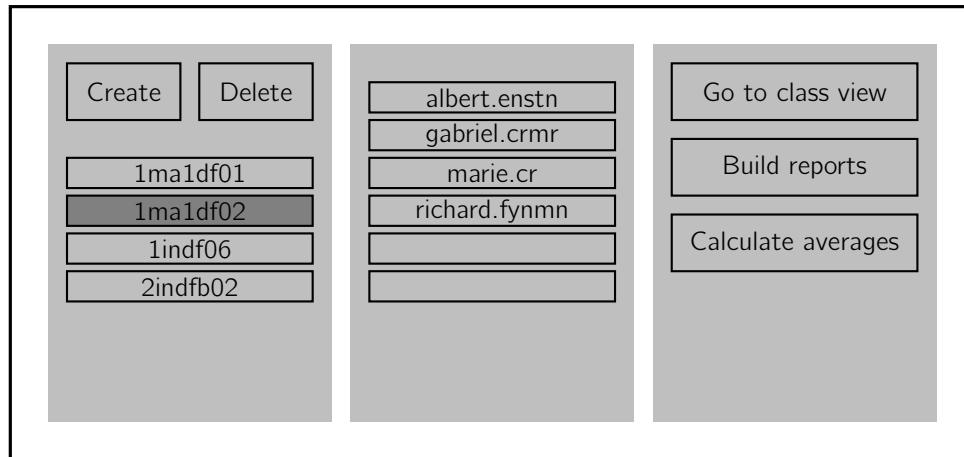 Create
Delete
1ma1df01
1ma1df02
1indf06
2indfb02
albert.enstn
gabriel.crmr
marie.cr
richard.fynmn
Go to class view
Build reports
Calculate averages